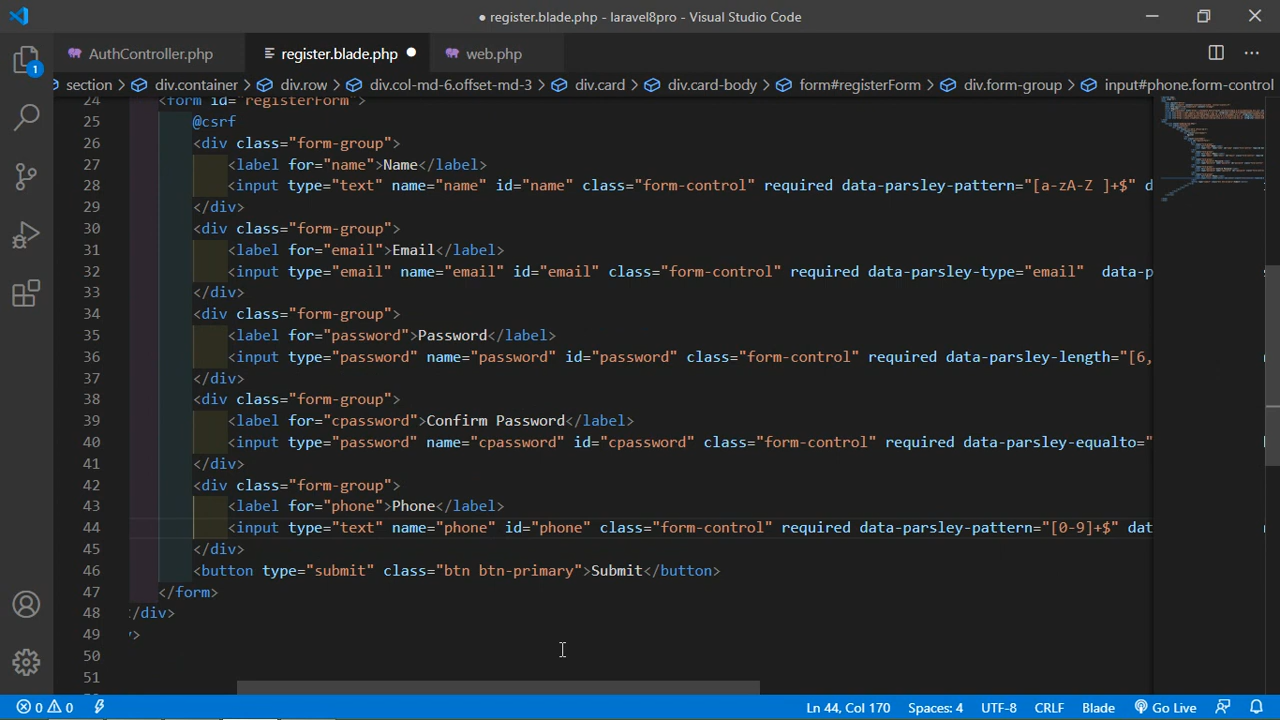 ● register.blade.php - laravel8pro - Visual Studio Code
AuthController.php register.blade.php ● web.php
section > div.container > div.row > div.col-md-6.offset-md-3 > div.card > div.card-body > form#registerForm > div.form-group > input#phone.form-control
1
24 <form id="registerForm">
25 @csrf
26 <div class="form-group">
27 <label for="name">Name</label>
28 <input type="text" name="name" id="name" class="form-control" required data-parsley-pattern="[a-zA-Z ]+$" d
29 </div>
30 <div class="form-group">
31 <label for="email">Email</label>
32 <input type="email" name="email" id="email" class="form-control" required data-parsley-type="email"  data-p
33 </div>
34 <div class="form-group">
35 <label for="password">Password</label>
36 <input type="password" name="password" id="password" class="form-control" required data-parsley-length="[6,
37 </div>
38 <div class="form-group">
39 <label for="cpassword">Confirm Password</label>
40 <input type="password" name="cpassword" id="cpassword" class="form-control" required data-parsley-equalto="
41 </div>
42 <div class="form-group">
43 <label for="phone">Phone</label>
44 <input type="text" name="phone" id="phone" class="form-control" required data-parsley-pattern="[0-9]+$" dat
45 </div>
46 <button type="submit" class="btn btn-primary">Submit</button>
47 </form>
48 /div>
49 >
50
51
0 0 Ln 44, Col 170 Spaces: 4 UTF-8 CRLF Blade Go Live